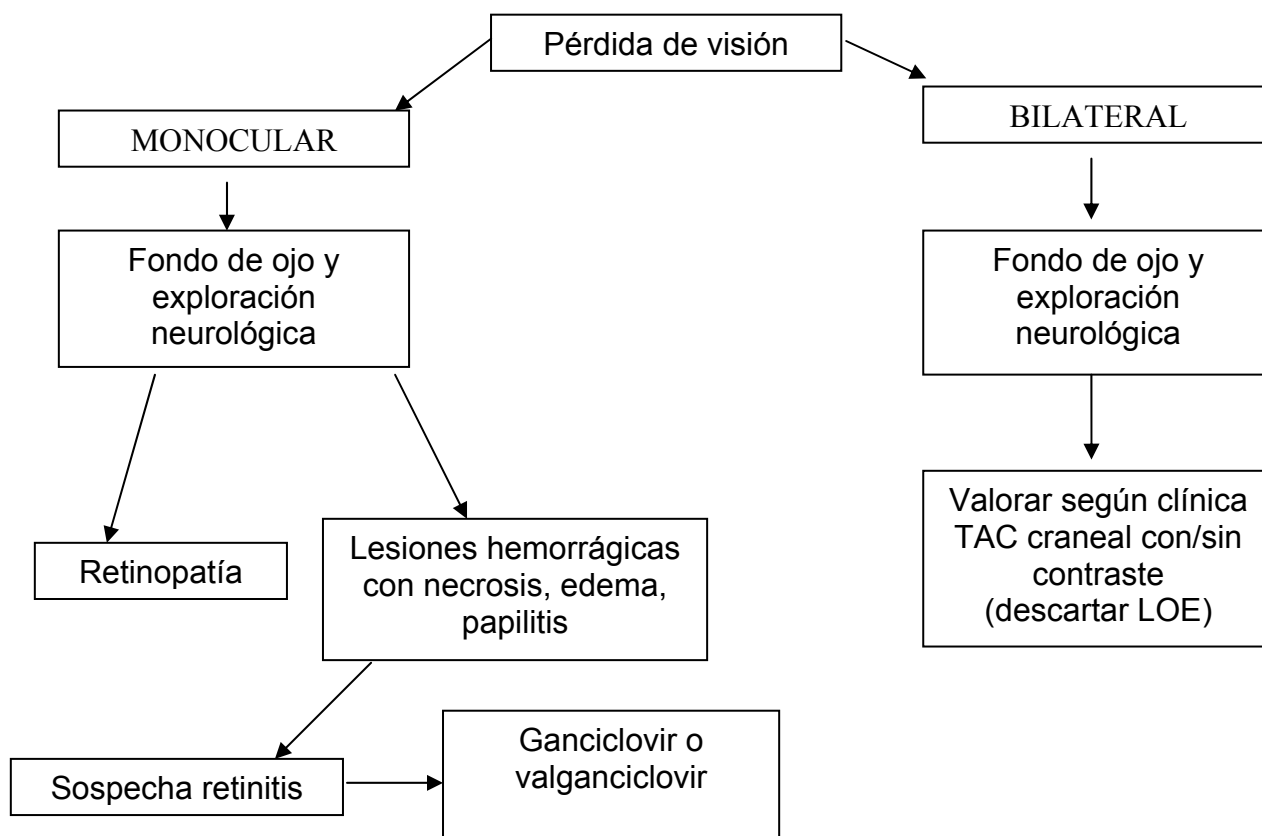 Pérdida de visión
MONOCULAR
BILATERAL
Fondo de ojo y
exploración
neurológica
Fondo de ojo y
exploración
neurológica
Retinopatía
Lesiones hemorrágicas
con necrosis, edema,
papilitis
Valorar según clínica
TAC craneal con/sin
contraste
(descartar LOE)
Sospecha retinitis
Ganciclovir o
valganciclovir